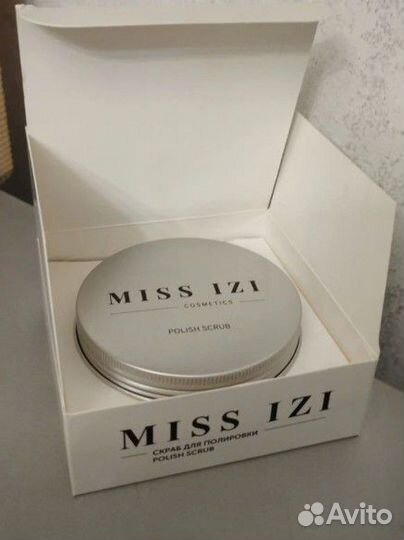 MISS IZI
COSMETICS
POLISH SCRUB
MISS IZI
СКРАБ ДЛЯ ПОЛИРОВКИ
POLISH SCRUB
Avito